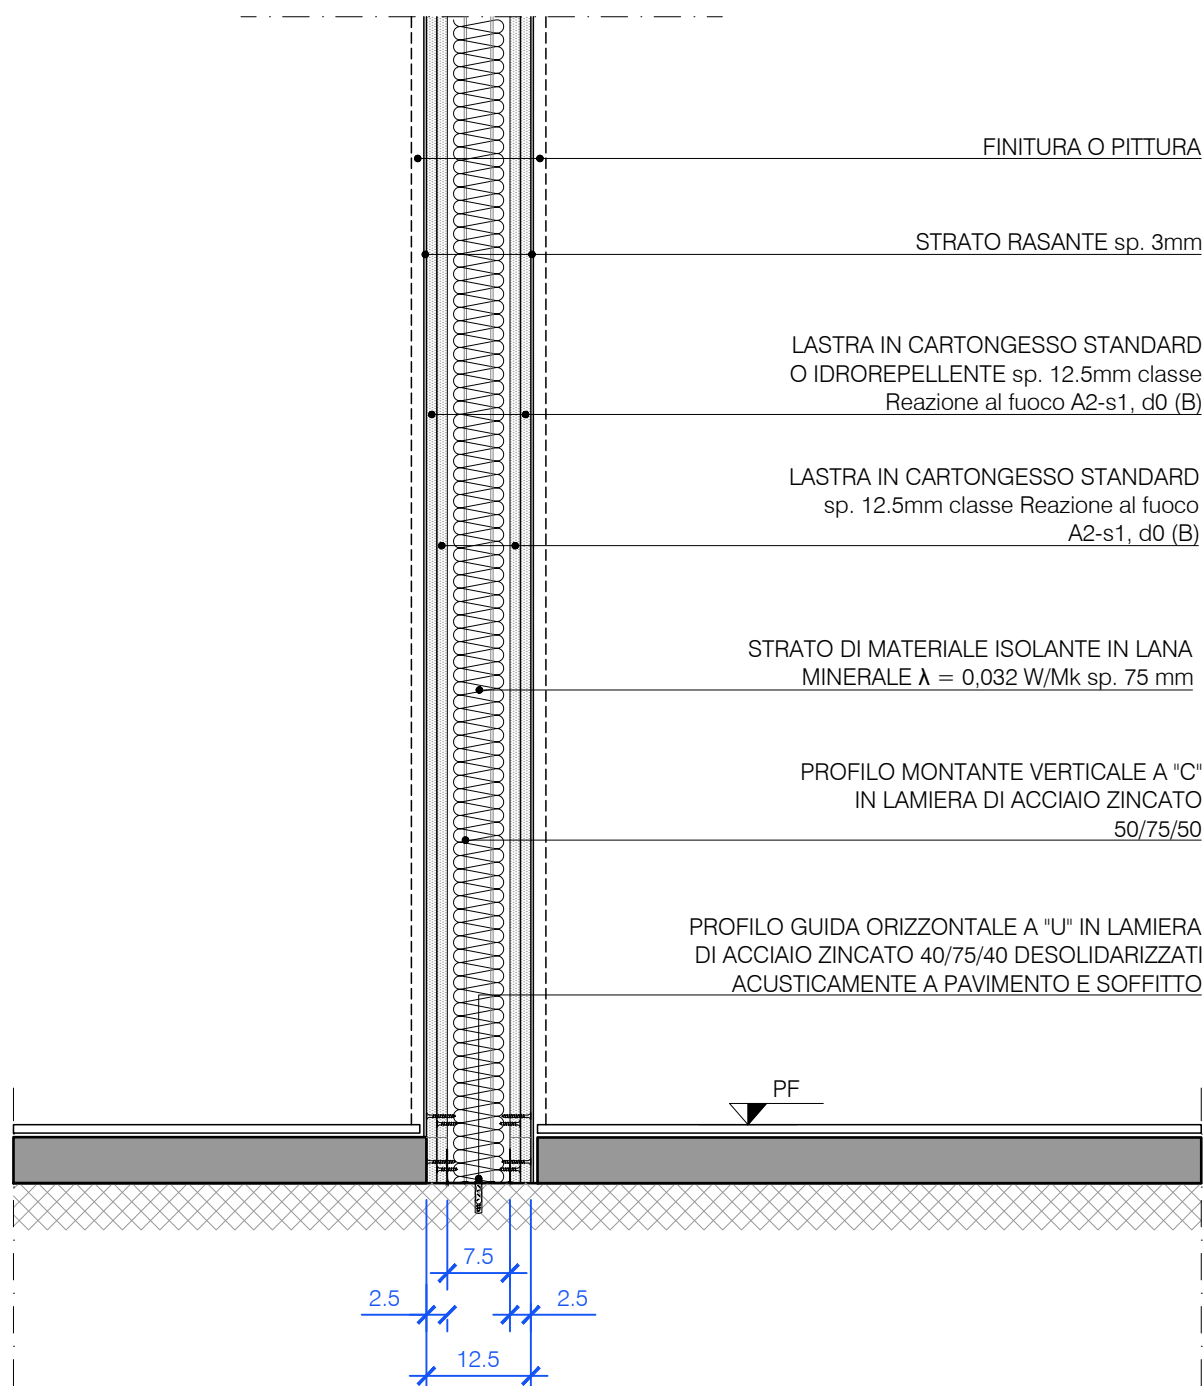 FINITURA O PITTURA
STRATO RASANTE sp. 3mm
LASTRA IN CARTONGESSO STANDARD
O IDROREPELLENTE sp. 12.5mm classe
Reazione al fuoco A2-s1, d0 (B)
LASTRA IN CARTONGESSO STANDARD
sp. 12.5mm classe Reazione al fuoco
A2-s1, d0 (B)
STRATO DI MATERIALE ISOLANTE IN LANA
MINERALE λ = 0,032 W/Mk sp. 75 mm
PROFILO MONTANTE VERTICALE A "C"
IN LAMIERA DI ACCIAIO ZINCATO
50/75/50
PROFILO GUIDA ORIZZONTALE A "U" IN LAMIERA
DI ACCIAIO ZINCATO 40/75/40 DESOLIDARIZZATI
ACUSTICAMENTE A PAVIMENTO E SOFFITTO
PF
7.5
2.5
2.5
12.5